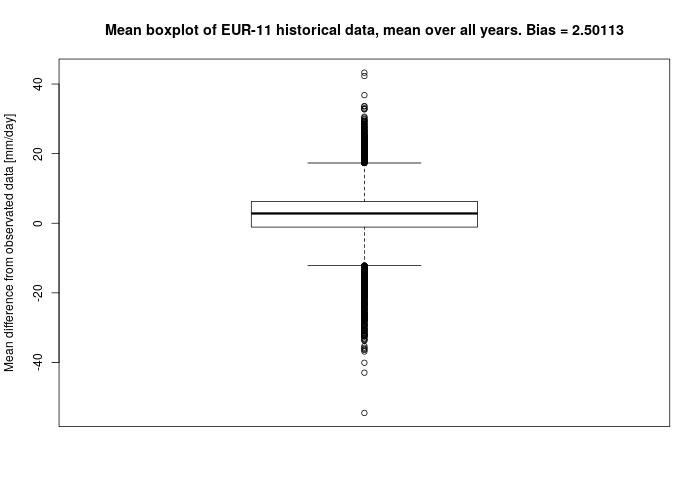 Mean boxplot of EUR-11 historical data, mean over all years. Bias = 2.50113
Mean difference from observated data [mm/day]
40
20
0
-20
-40